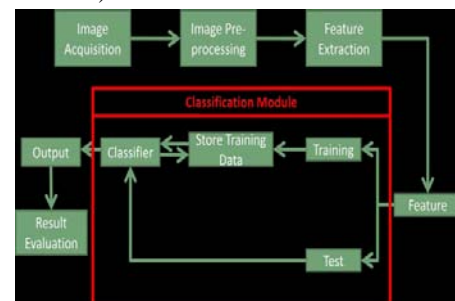 Image
Acquisition
Image Pre-
processing
Feature
Extraction
Classification Module
Output
Classifier
Store Training
Data
Training
Feature
Result
Evaluation
Test